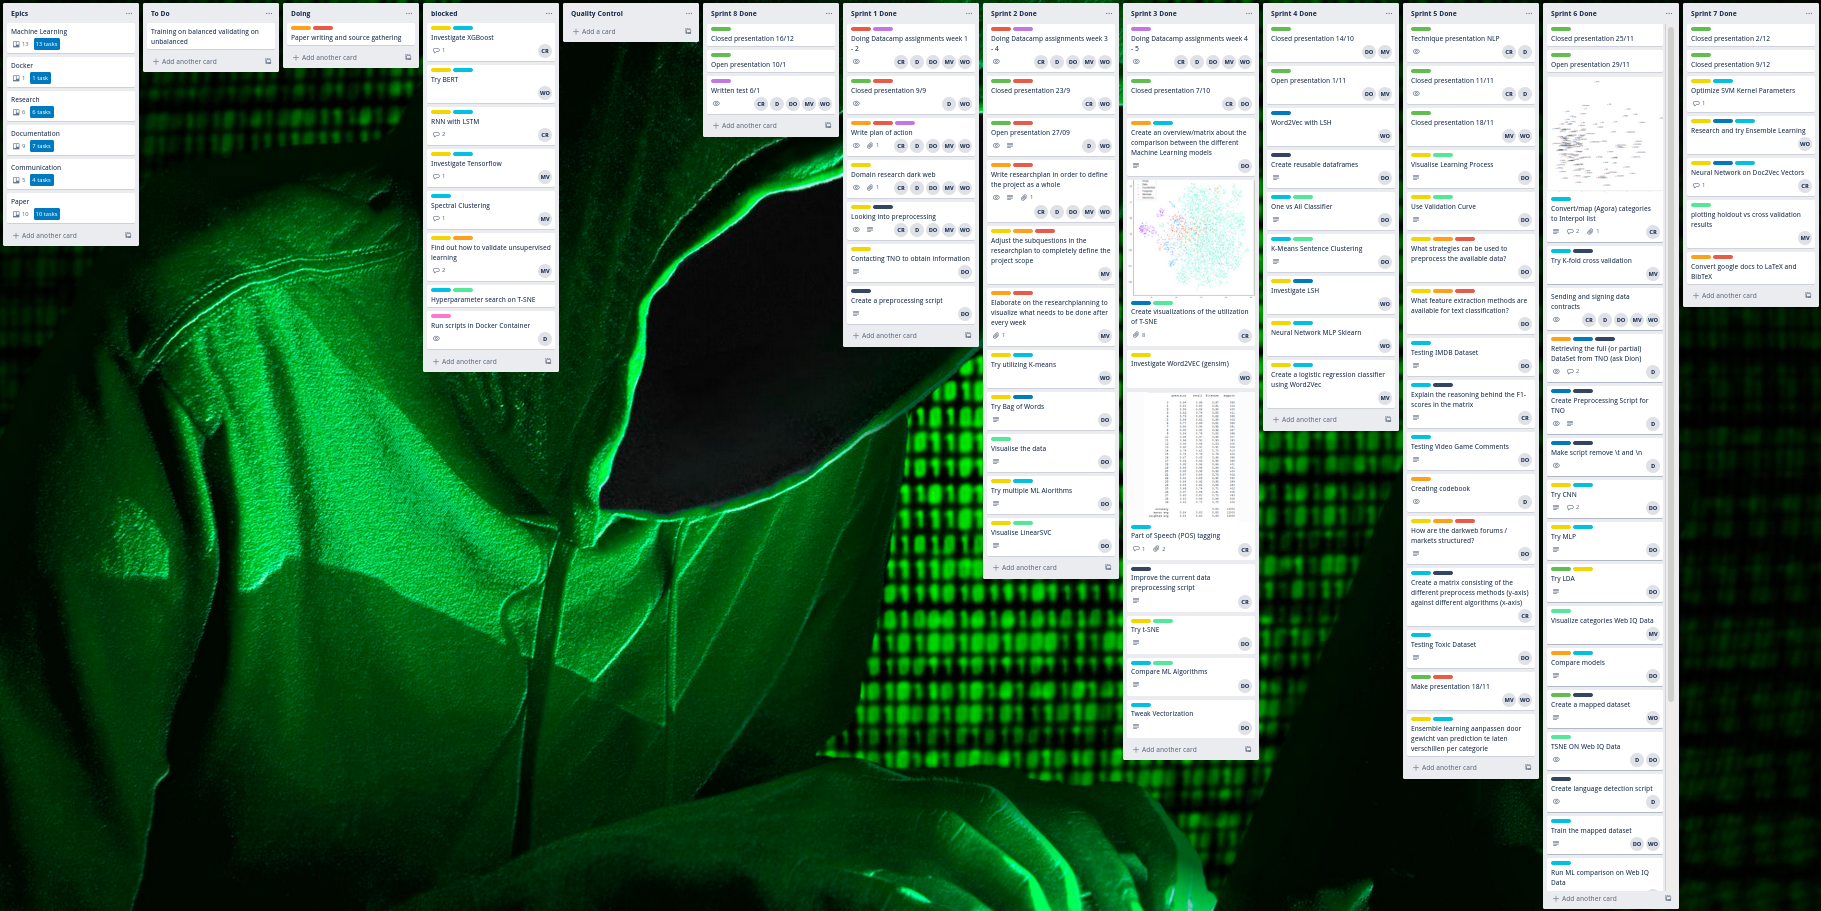 Epics
Machine Learning
13 13 tasks
Docker
1 1 task
Research
6 6 tasks
Documentation
9 7 tasks
Communication
5 4 tasks
Paper
10 10 tasks
Add another card
To Do
Training on balanced validating on
unbalanced
Add another card
Doing
Paper writing and source gathering
Add another card
blocked
Investigate XGBoost
1 CR
Try BERT
WO
RNN with LSTM
2 CR
Investigate Tensorflow
1 MV
Spectral Clustering
1 MV
Find out how to validate unsupervised
learning
2 MV
Hyperparameter search on T-SNE
Run scripts in Docker Container
D
Add another card
Quality Control
Add a card
Sprint 8 Done
Closed presentation 16/12
Open presentation 10/1
Written test 6/1
CR D DO MV WO
Add another card
Sprint 1 Done
Doing Datacamp assignments week 1
- 2
CR D DO MV WO
Closed presentation 9/9
D WO
Write plan of action
1 CR D DO MV WO
Domain research dark web
1 CR D DO MV WO
Looking into preprocessing
CR D DO MV WO
Contacting TNO to obtain information
DO
Create a preprocessing script
DO
Add another card
Sprint 2 Done
Doing Datacamp assignments week 3
- 4
CR D DO MV WO
Closed presentation 23/9
CR WO
Open presentation 27/09
D WO
Write researchplan in order to define
the project as a whole
1
CR D DO MV WO
Adjust the subquestions in the
researchplan to completely define the
project scope
MV
Elaborate on the researchplanning to
visualize what needs to be done after
every week
1 MV
Try utilizing K-means
WO
Try Bag of Words
DO
Visualise the data
DO
Try multiple ML Alorithms
DO
Visualise LinearSVC
DO
Add another card
Sprint 3 Done
Doing Datacamp assignments week 4
- 5
CR D DO MV WO
Closed presentation 7/10
CR DO
Create an overview/matrix about the
comparison between the different
Machine Learning models
DO
Create visualizations of the utilization
of T-SNE
8 CR
Investigate Word2VEC (gensim)
WO
Part of Speech (POS) tagging
1 2 CR
Improve the current data
preprocessing script
CR
Try t-SNE
DO
Compare ML Algorithms
DO
Tweak Vectorization
DO
Add another card
Sprint 4 Done
Closed presentation 14/10
DO MV
Open presentation 1/11
DO MV
Word2Vec with LSH
WO
Create reusable dataframes
DO
One vs All Classifier
DO
K-Means Sentence Clustering
DO
Investigate LSH
WO
Neural Network MLP Sklearn
WO
Create a logistic regression classifier
using Word2Vec
MV
Add another card
Sprint 5 Done
Technique presentation NLP
CR D
Closed presentation 11/11
CR D
Closed presentation 18/11
MV WO
Visualise Learning Process
DO
Use Validation Curve
DO
What strategies can be used to
preprocess the available data?
DO
What feature extraction methods are
available for text classification?
DO
Testing IMDB Dataset
DO
Explain the reasoning behind the F1-
scores in the matrix
CR
Testing Video Game Comments
DO
Creating codebook
D
How are the darkweb forums /
markets structured?
DO
Create a matrix consisting of the
different preprocess methods (y-axis)
against different algorithms (x-axis)
CR
Testing Toxic Dataset
DO
Make presentation 18/11
MV WO
Ensemble learning aanpassen door
gewicht van prediction te laten
verschillen per categorie
Add another card
Sprint 6 Done
Closed presentation 25/11
Open presentation 29/11
Convert/map (Agora) categories
to Interpol list
2 1 CR
Try K-fold cross validation
MV
Sending and signing data
contracts
CR D DO MV WO
Retrieving the full (or partial)
DataSet from TNO (ask Dion)
2 D
Create Preprocessing Script for
TNO
D
Make script remove \t and \n
D
Try CNN
2 DO
Try MLP
DO
Try LDA
DO
Visualize categories Web IQ Data
MV
Compare models
DO
Create a mapped dataset
WO
TSNE ON Web IQ Data
D DO
Create language detection script
D
Train the mapped dataset
DO WO
Run ML comparison on Web IQ
Data
Add another card
Sprint 7 Done
Closed presentation 2/12
Closed presentation 9/12
Optimize SVM Kernel Parameters
1
Research and try Ensemble Learning
WO
Neural Network on Doc2Vec Vectors
1 CR
plotting holdout vs cross validation
results
MV
Convert google docs to LaTeX and
BibTeX
Add another card